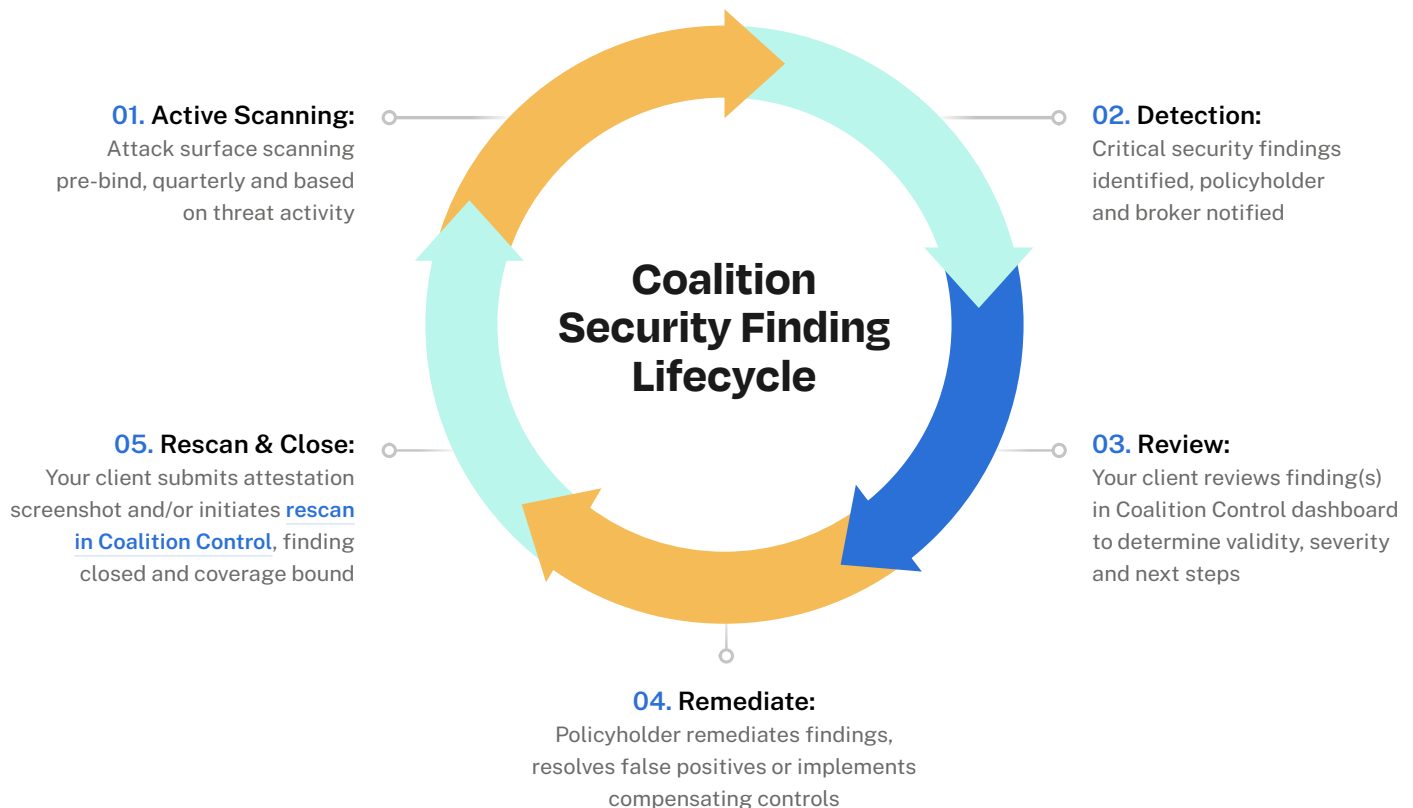 Coalition
Security Finding
Lifecycle
01. Active Scanning:
Attack surface scanning
pre-bind, quarterly and based
on threat activity
02. Detection:
Critical security findings
identified, policyholder
and broker notified
03. Review:
Your client reviews finding(s)
in Coalition Control dashboard
to determine validity, severity
and next steps
04. Remediate:
Policyholder remediates findings,
resolves false positives or implements
compensating controls
05. Rescan & Close:
Your client submits attestation
screenshot and/or initiates rescan
in Coalition Control, finding
closed and coverage bound